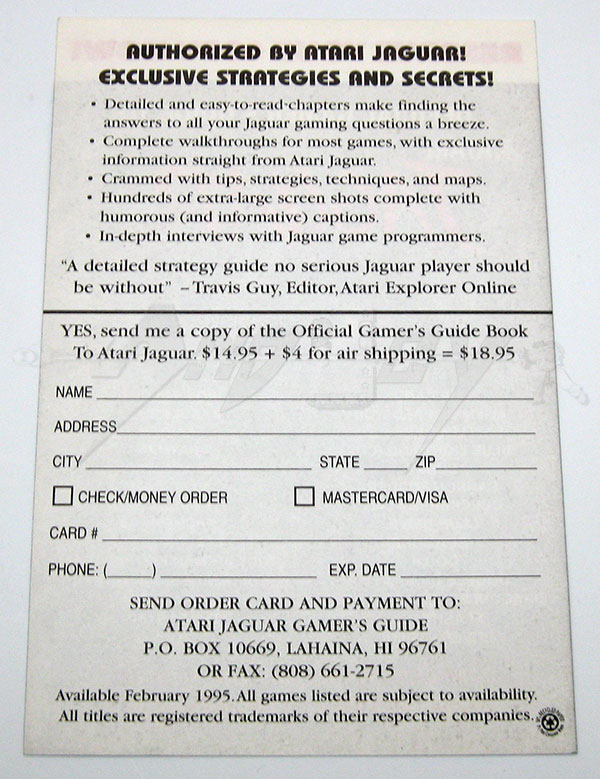 AUTHORIZED BY ATARI JAGUAR!
EXCLUSIVE STRATEGIES AND SECRETS!
• Detailed and easy-to-read-chapters make finding the
answers to all your Jaguar gaming questions a breeze.
• Complete walkthroughs for most games, with exclusive
information straight from Atari Jaguar.
• Crammed with tips, strategies, techniques, and maps.
• Hundreds of extra-large screen shots complete with
humorous (and informative) captions.
• In-depth interviews with Jaguar game programmers.
"A detailed strategy guide no serious Jaguar player should
be without" – Travis Guy, Editor, Atari Explorer Online
YES, send me a copy of the Official Gamer's Guide Book
To Atari Jaguar. $14.95 + $4 for air shipping = $18.95
NAME
ADDRESS
CITY STATE ZIP
CHECK/MONEY ORDER MASTERCARD/VISA
CARD #
PHONE: ( ) EXP. DATE
SEND ORDER CARD AND PAYMENT TO:
ATARI JAGUAR GAMER'S GUIDE
P.O. BOX 10669, LAHAINA, HI 96761
OR FAX: (808) 661-2715
Available February 1995. All games listed are subject to availability.
All titles are registered trademarks of their respective companies.